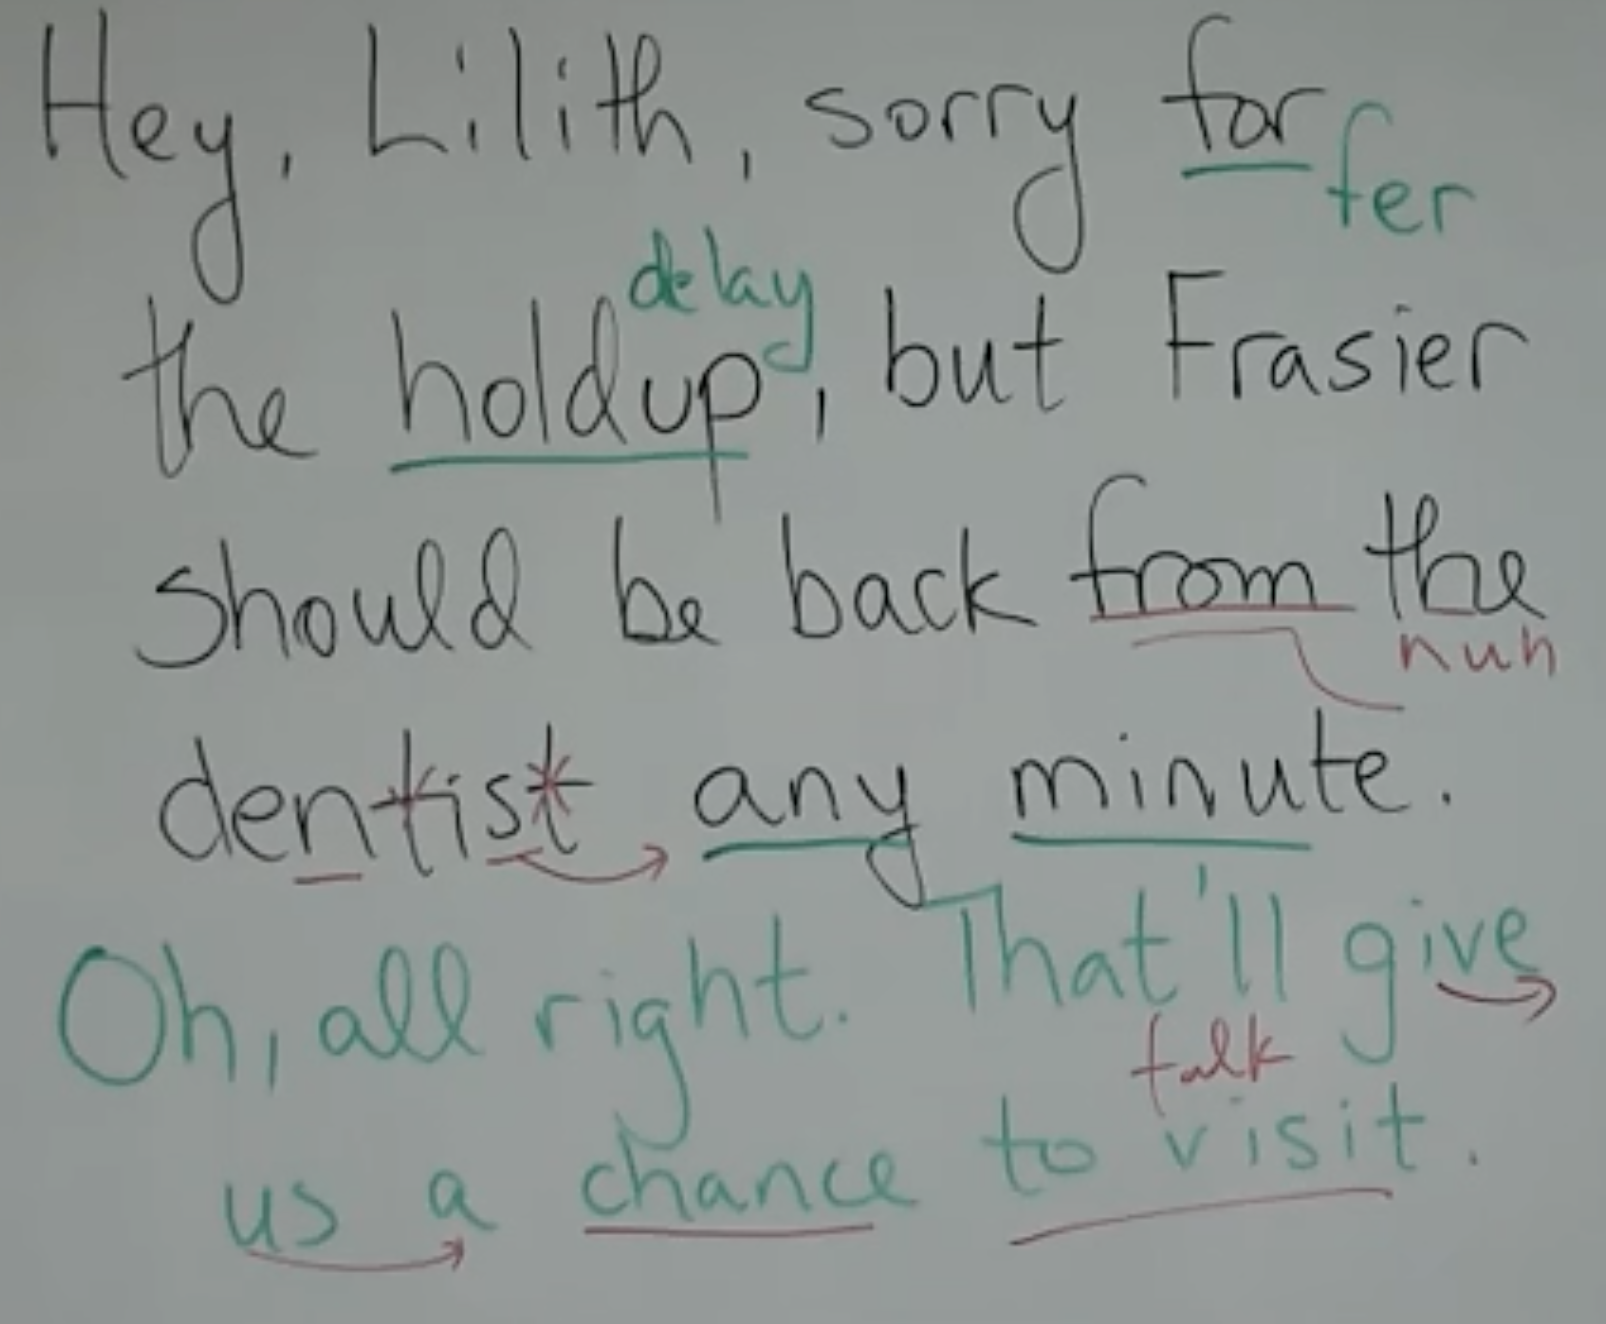 Hey, Lilith, sorry for
fer
delay
the holdup, but Frasier
should be back from the
nuh
dentist any minute.
Oh, all right. That'll give
talk
us a chance to visit.